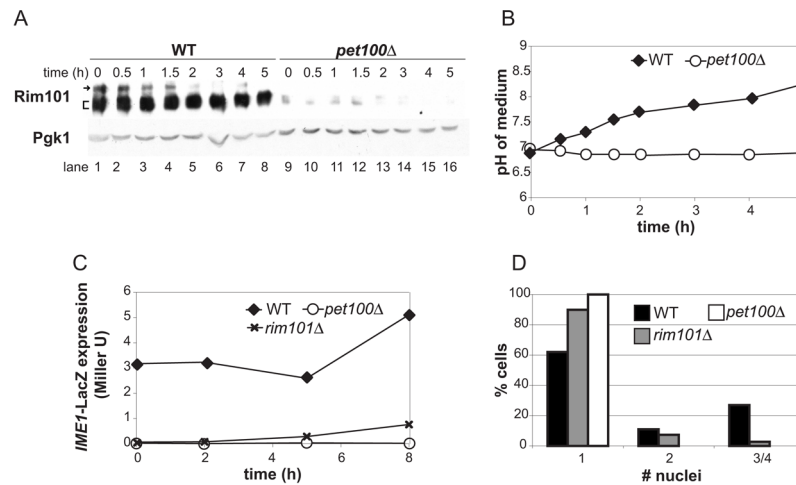 A
WT
pet100Δ
time (h) 0 0.5 1 1.5 2 3 4 5 0 0.5 1 1.5 2 3 4 5
Rim101
Pgk1
lane 1 2 3 4 5 6 7 8 9 10 11 12 13 14 15 16
B
9
8.5
8
7.5
7
6.5
6
pH of medium
WT
pet100Δ
0 1 2 3 4
time (h)
C
6
5
4
3
2
1
0
IME1-LacZ expression
(Miller U)
WT
pet100Δ
rim101Δ
0 2 4 6 8
time (h)
D
100
80
60
40
20
0
% cells
WT
pet100Δ
rim101Δ
1 2 3/4
# nuclei